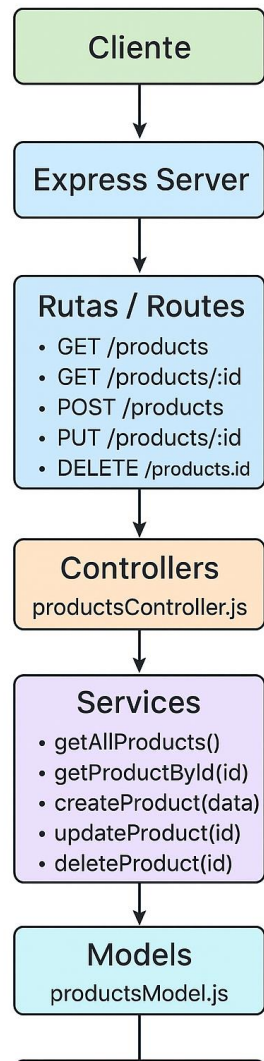 Cliente
Express Server
Rutas / Routes
• GET /products
• GET /products/:id
• POST /products
• PUT /products/:id
• DELETE /products.id
Controllers
productsController.js
Services
• getAllProducts()
• getProductById(id)
• createProduct(data)
• updateProduct(id)
• deleteProduct(id)
Models
productsModel.js